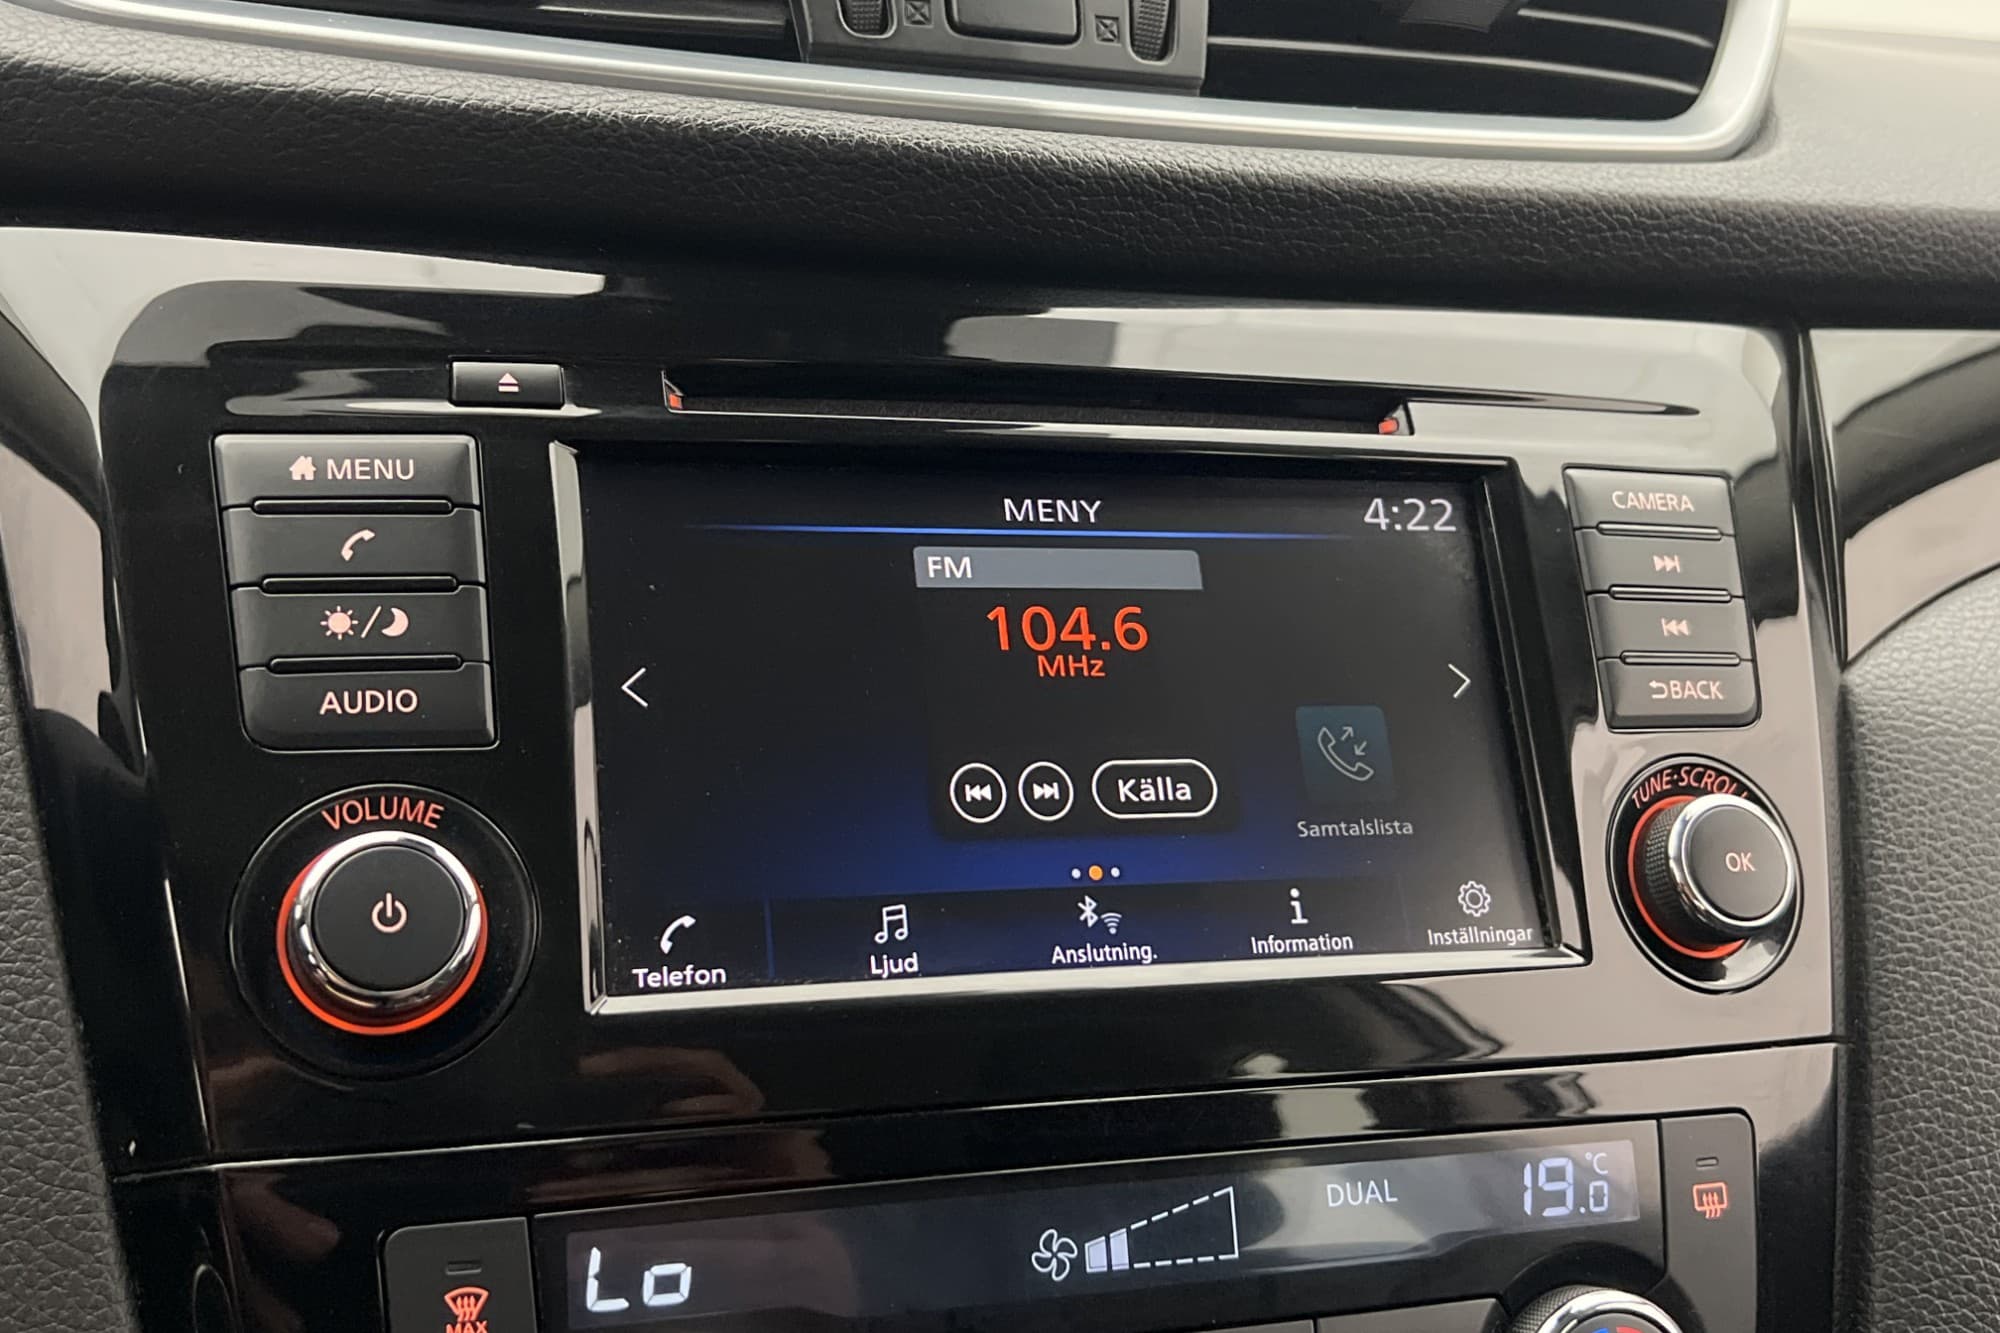 MENU
AUDIO
VOLUME
MENY
4:22
FM
104.6
MHz
Källa
Samtalslista
Telefon
Ljud
Anslutning.
Information
Inställningar
CAMERA
BACK
TUNE·SCROLL
OK
Lo
DUAL
19.0 °C
MAX